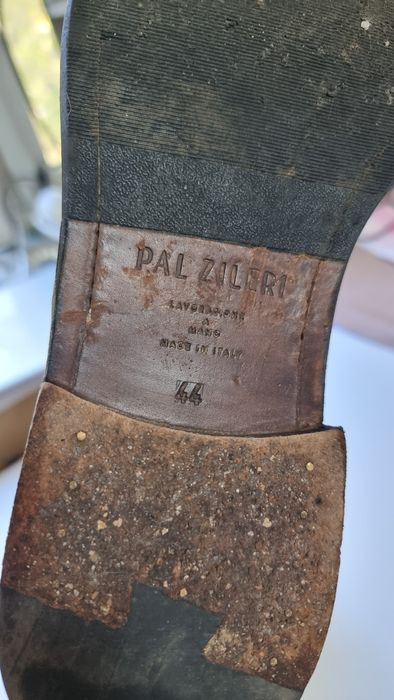 PAL ZILERI
LAVORAZIONE
A
MANO
MADE IN ITALY
44